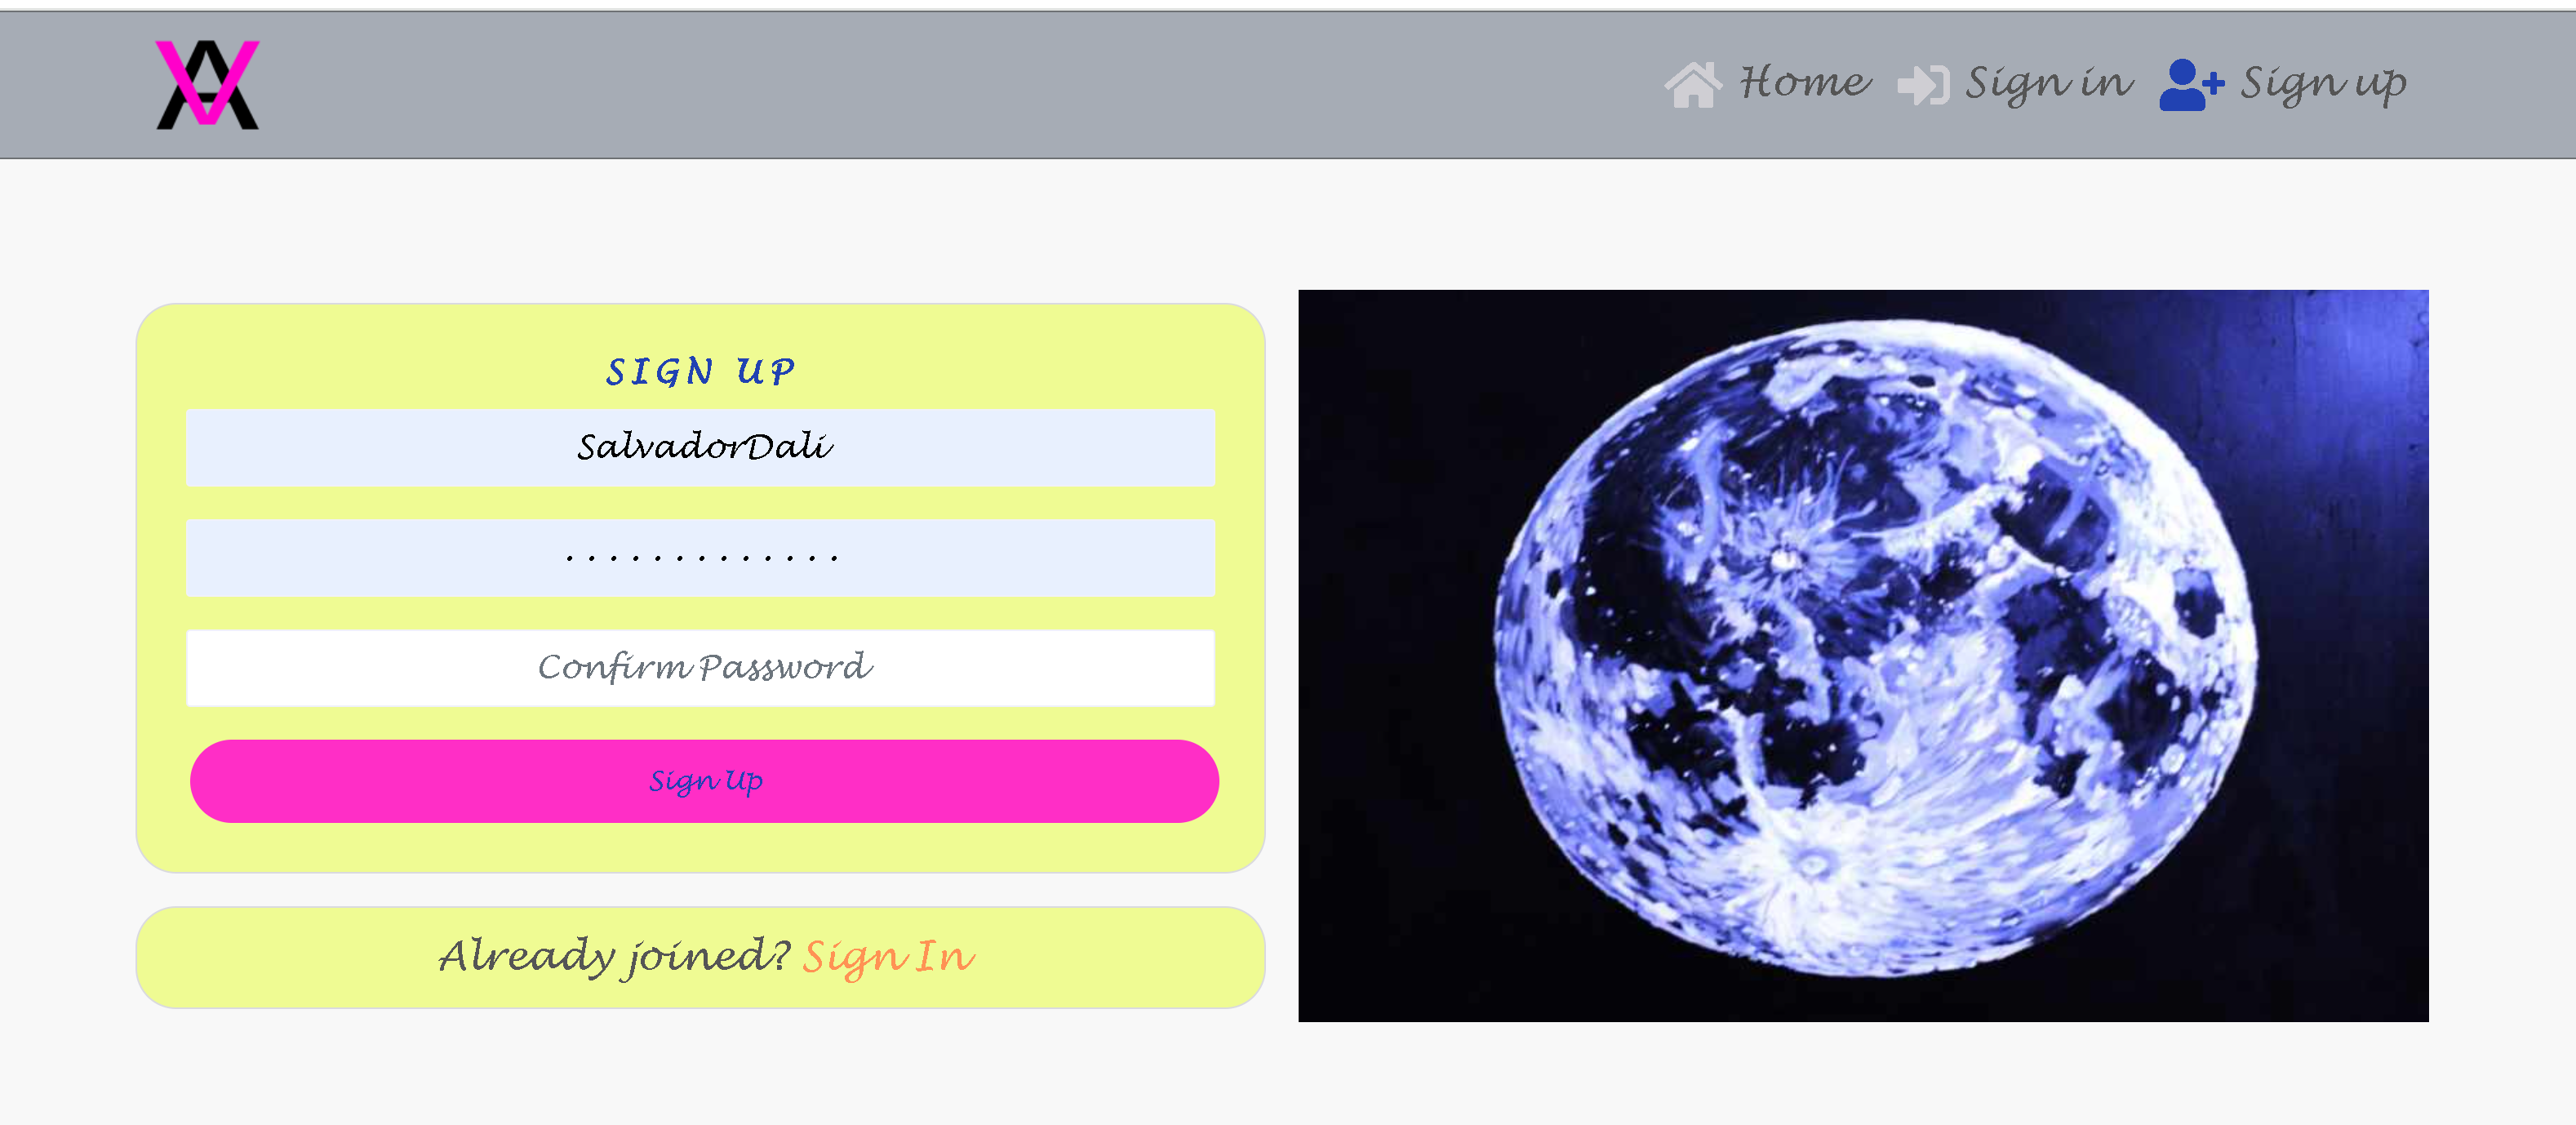 Home Sign in Sign up
SIGN UP
SalvadorDali
.............
Confirm Password
Sign Up
Already joined? Sign In